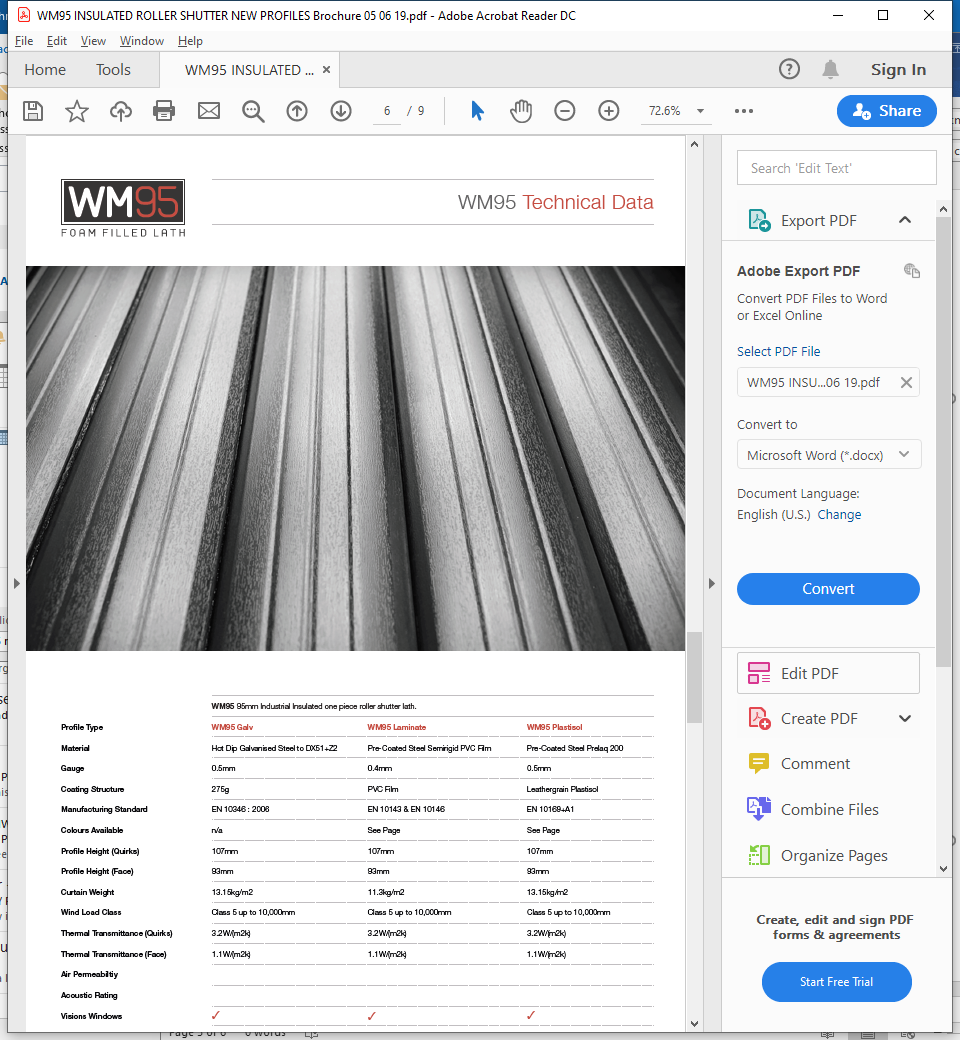 WM95 INSULATED ROLLER SHUTTER NEW PROFILES Brochure 05 06 19.pdf - Adobe Acrobat Reader DC
File Edit View Window Help
Home Tools WM95 INSULATED ... × Sign In
6 / 9 72.6% Share
WM95
FOAM FILLED LATH
WM95 Technical Data
WM95 95mm Industrial Insulated one piece roller shutter lath.
Profile Type WM95 Galv WM95 Laminate WM95 Plastisol
Material Hot Dip Galvanised Steel to DX51+Z2 Pre-Coated Steel Semirigid PVC Film Pre-Coated Steel Prelaq 200
Gauge 0.5mm 0.4mm 0.5mm
Coating Structure 275g PVC Film Leathergrain Plastisol
Manufacturing Standard EN 10346 : 2006 EN 10143 & EN 10146 EN 10169+A1
Colours Available n/a See Page See Page
Profile Height (Quirks) 107mm 107mm 107mm
Profile Height (Face) 93mm 93mm 93mm
Curtain Weight 13.15kg/m2 11.3kg/m2 13.15kg/m2
Wind Load Class Class 5 up to 10,000mm Class 5 up to 10,000mm Class 5 up to 10,000mm
Thermal Transmittance (Quirks) 3.2W/(m2k) 3.2W/(m2k) 3.2W/(m2k)
Thermal Transmittance (Face) 1.1W/(m2k) 1.1W/(m2k) 1.1W/(m2k)
Air Permeabiltiy
Acoustic Rating
Visions Windows ✓ ✓ ✓
Search 'Edit Text'
Export PDF
Adobe Export PDF
Convert PDF Files to Word
or Excel Online
Select PDF File
WM95 INSU...06 19.pdf
Convert to
Microsoft Word (*.docx)
Document Language:
English (U.S.) Change
Convert
Edit PDF
Create PDF
Comment
Combine Files
Organize Pages
Create, edit and sign PDF
forms & agreements
Start Free Trial